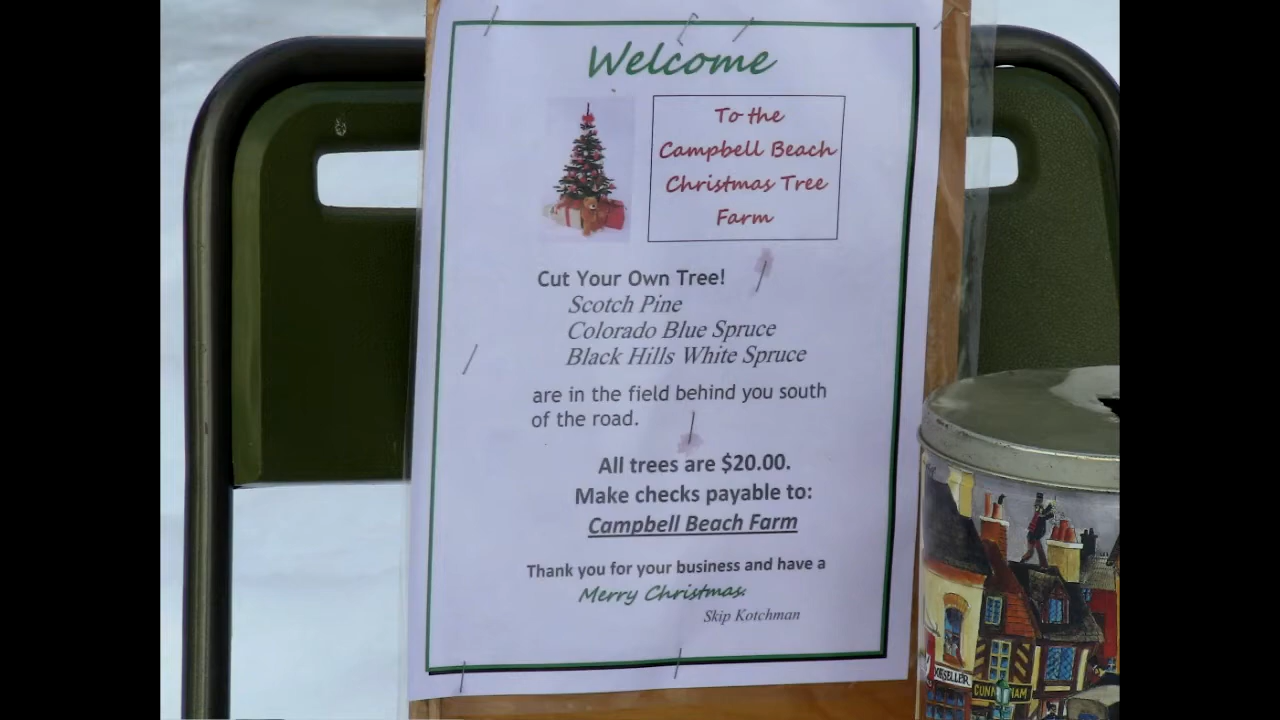 Welcome
To the
Campbell Beach
Christmas Tree
Farm
Cut Your Own Tree!
Scotch Pine
Colorado Blue Spruce
Black Hills White Spruce
are in the field behind you south
of the road.
All trees are $20.00.
Make checks payable to:
Campbell Beach Farm
Thank you for your business and have a
Merry Christmas.
Skip Kotchman